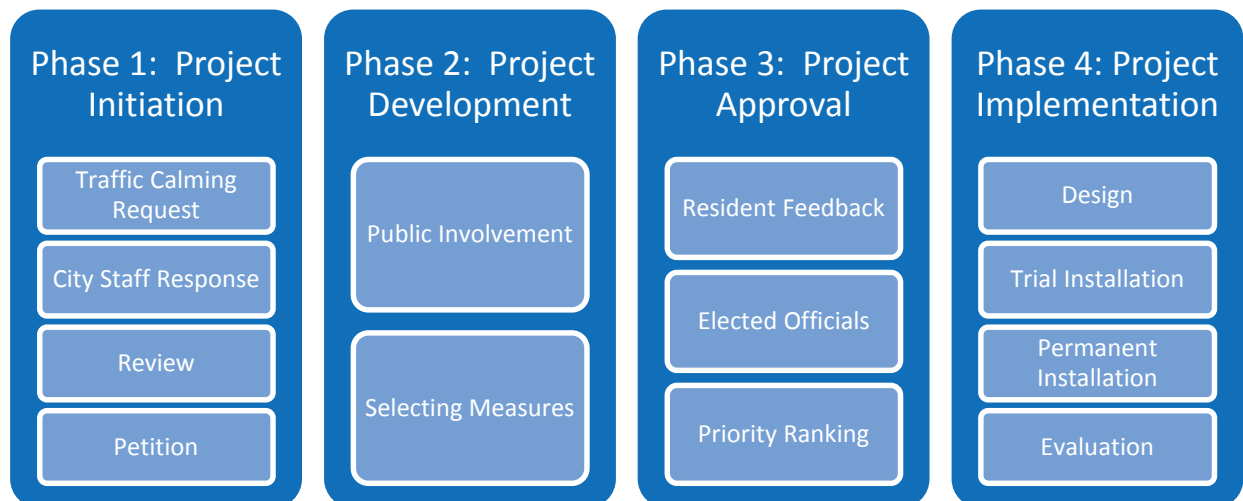 Phase 1:  Project
Initiation
Traffic Calming
Request
City Staff Response
Review
Petition
Phase 2:  Project
Development
Public Involvement
Selecting Measures
Phase 3:  Project
Approval
Resident Feedback
Elected Officials
Priority Ranking
Phase 4: Project
Implementation
Design
Trial Installation
Permanent
Installation
Evaluation